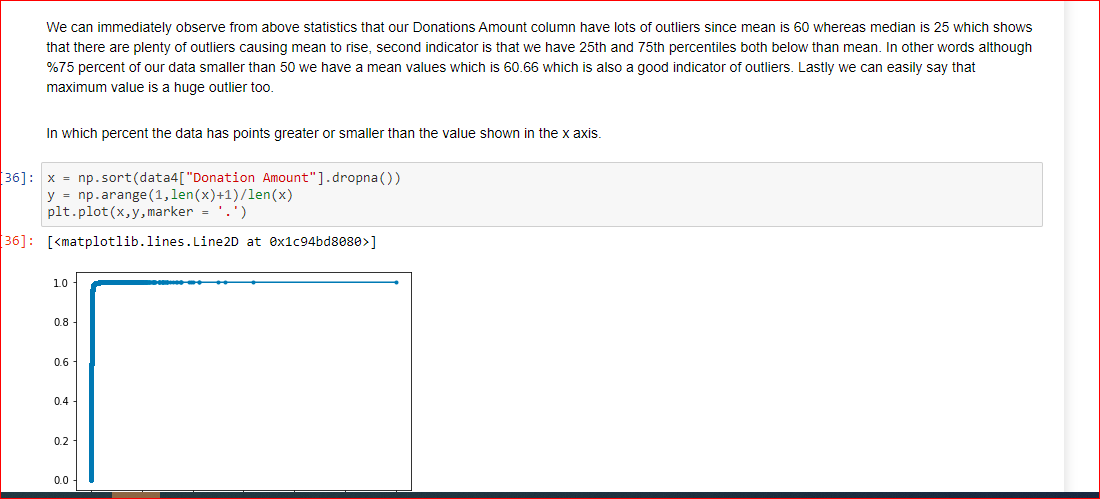 We can immediately observe from above statistics that our Donations Amount column have lots of outliers since mean is 60 whereas median is 25 which shows
that there are plenty of outliers causing mean to rise, second indicator is that we have 25th and 75th percentiles both below than mean. In other words although
%75 percent of our data smaller than 50 we have a mean values which is 60.66 which is also a good indicator of outliers. Lastly we can easily say that
maximum value is a huge outlier too.
In which percent the data has points greater or smaller than the value shown in the x axis.
[36]: x = np.sort(data4["Donation Amount"].dropna())
y = np.arange(1,len(x)+1)/len(x)
plt.plot(x,y,marker = '.')
[36]: [<matplotlib.lines.Line2D at 0x1c94bd8080>]
1.0
0.8
0.6
0.4
0.2
0.0